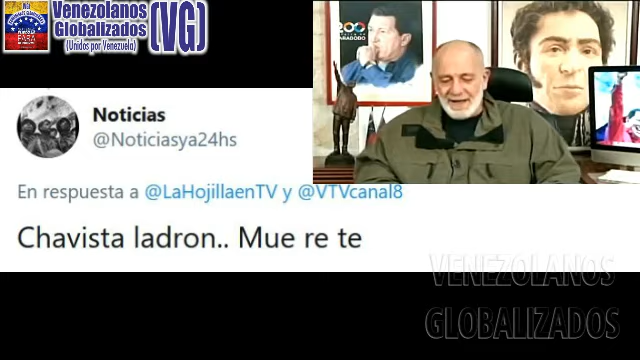 Venezolanos
Globalizados
(Unidos por Venezuela)
(VG)
200
Noticias
@Noticiasya24hs
En respuesta a @LaHojillaenTV y @VTVcanal8
Chavista ladron.. Mue re te
VENEZOLANOS
GLOBALIZADOS